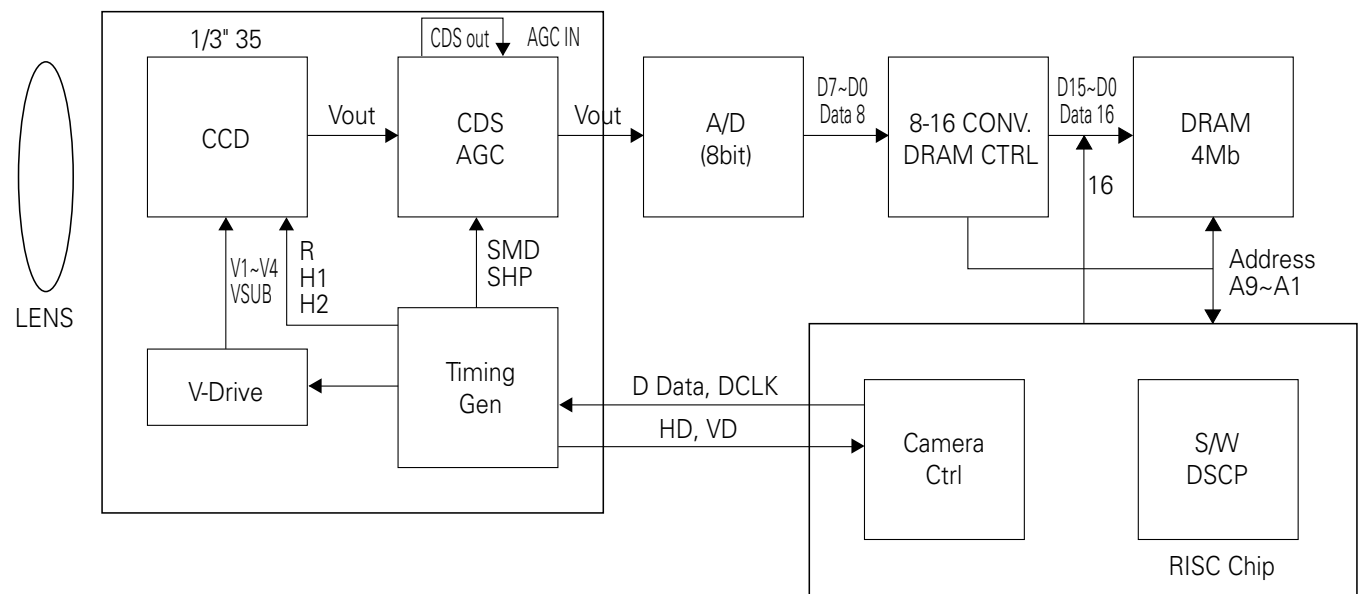 1/3" 35
CDS out
AGC IN
CCD
Vout
CDS
AGC
Vout
A/D
(8bit)
D7~D0
Data 8
8-16 CONV.
DRAM CTRL
D15~D0
Data 16
DRAM
4Mb
16
LENS
V1~V4
VSUB
R
H1
H2
SMD
SHP
Address
A9~A1
V-Drive
Timing
Gen
D Data, DCLK
HD, VD
Camera
Ctrl
S/W
DSCP
RISC Chip